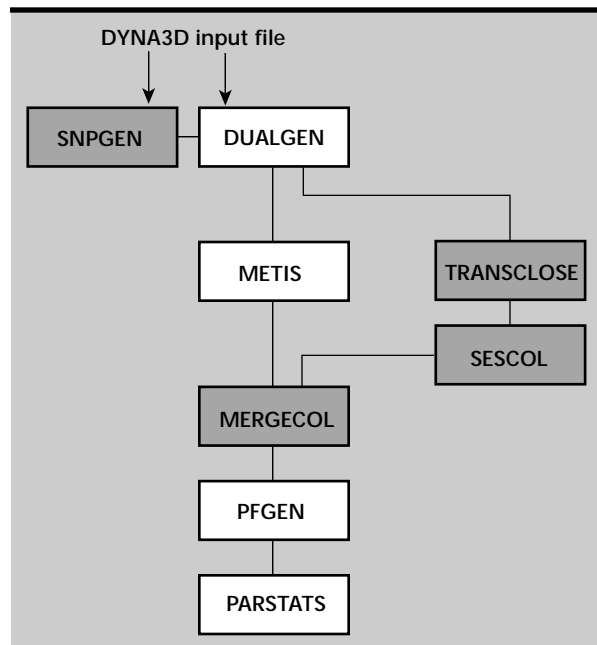 DYNA3D input file
SNPGEN
DUALGEN
METIS
TRANSCLOSE
SESCOL
MERGECOL
PFGEN
PARSTATS